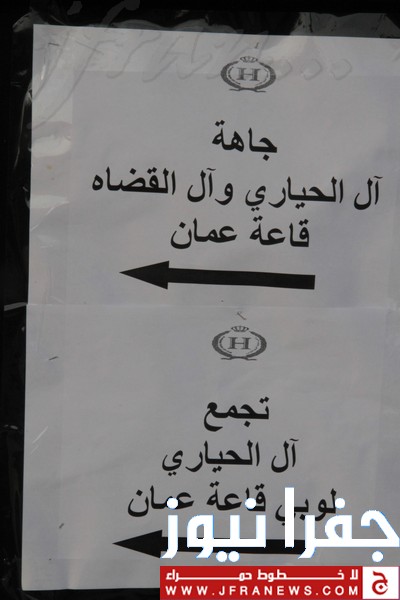 H
جاهة
آل الحياري وآل القضاه
قاعة عمان
H
تجمع
آل الحياري
لوبي قاعة عمان
جفرا نيوز
لا خطوط حمراء
WWW.JFRANEWS.COM